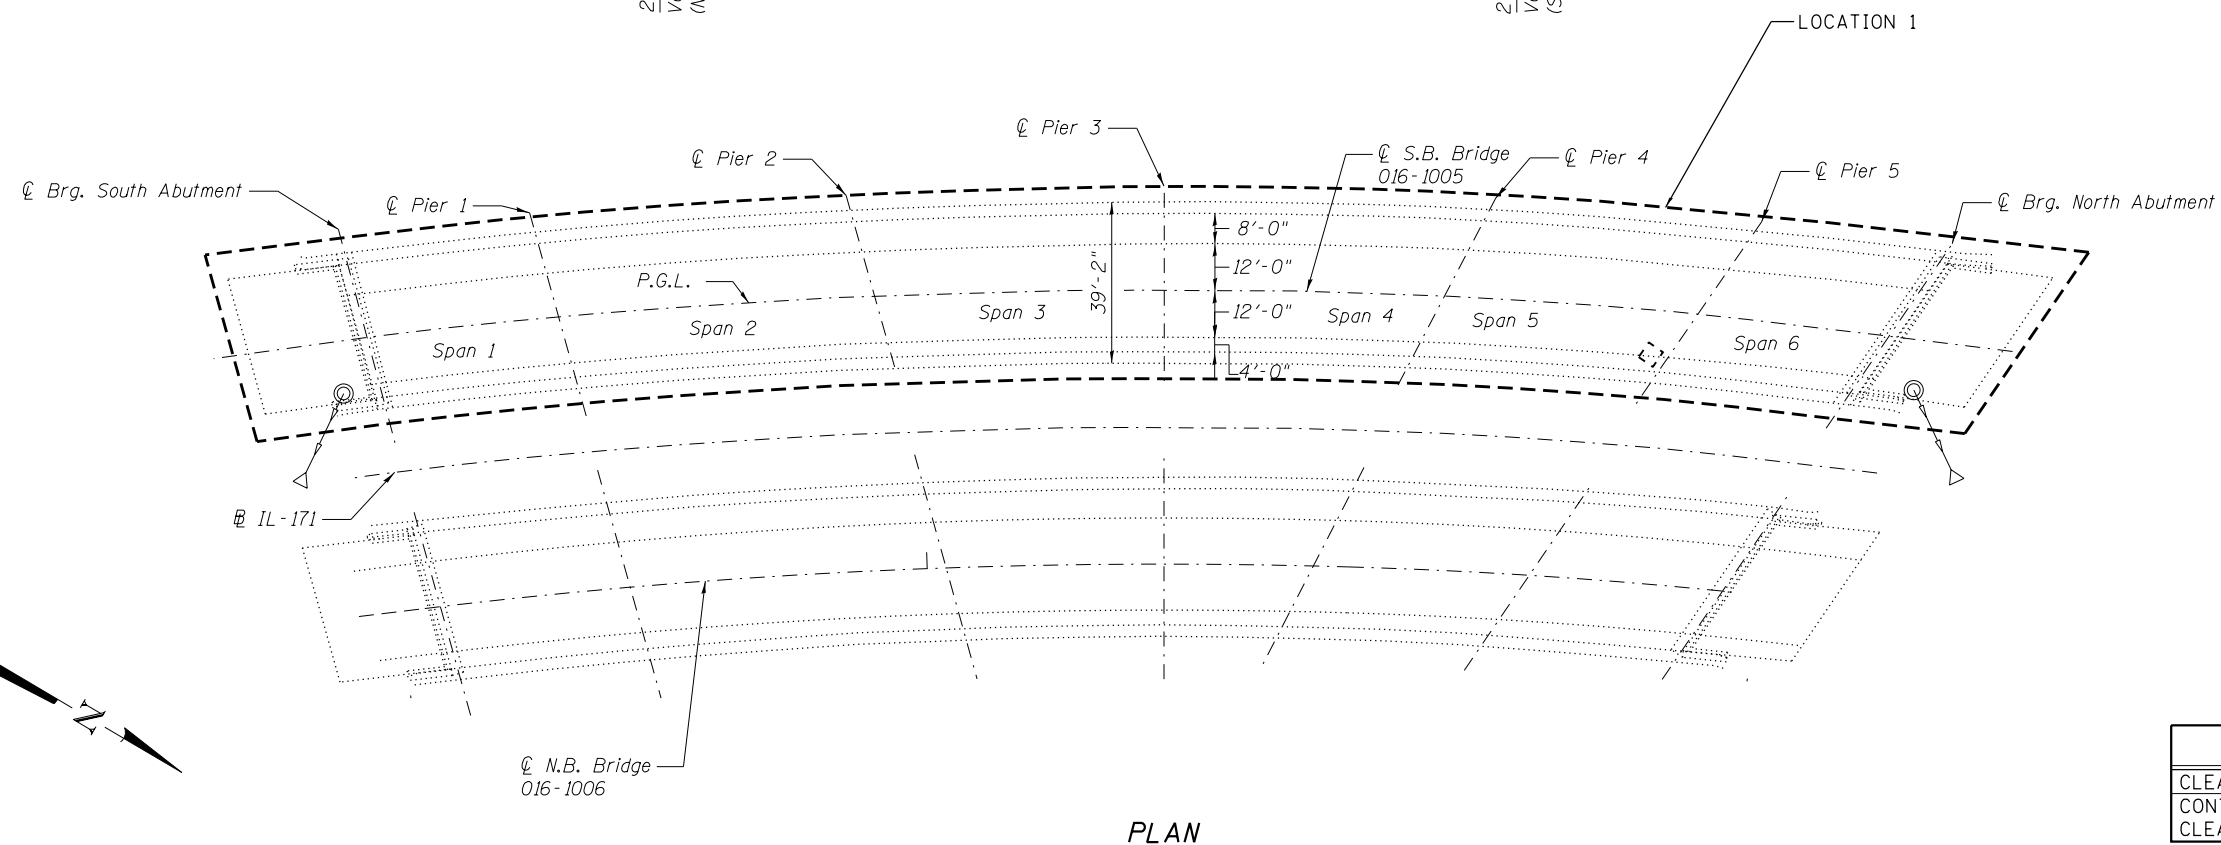 LOCATION 1
℄ Pier 3
℄ Pier 2
℄ S.B. Bridge
016-1005
℄ Pier 4
℄ Pier 5
℄ Brg. South Abutment
℄ Pier 1
℄ Brg. North Abutment
8'-0"
12'-0"
39'-2"
P.G.L.
12'-0"
Span 1
Span 2
Span 3
Span 4
Span 5
Span 6
4'-0"
IL-171
N
℄ N.B. Bridge
016-1006
PLAN